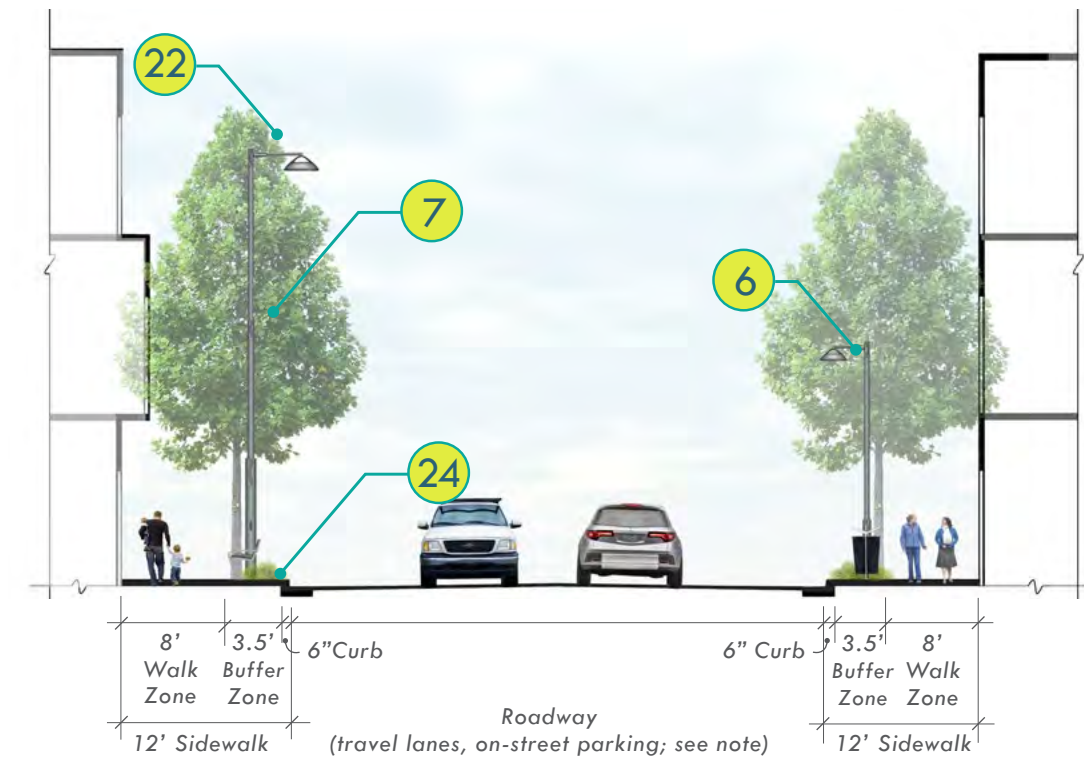 22
7
6
24
8’
Walk
Zone
3.5’
Buffer
Zone
6”Curb
6” Curb
3.5’
Buffer
Zone
8’
Walk
Zone
12’ Sidewalk
Roadway
(travel lanes, on-street parking; see note)
12’ Sidewalk